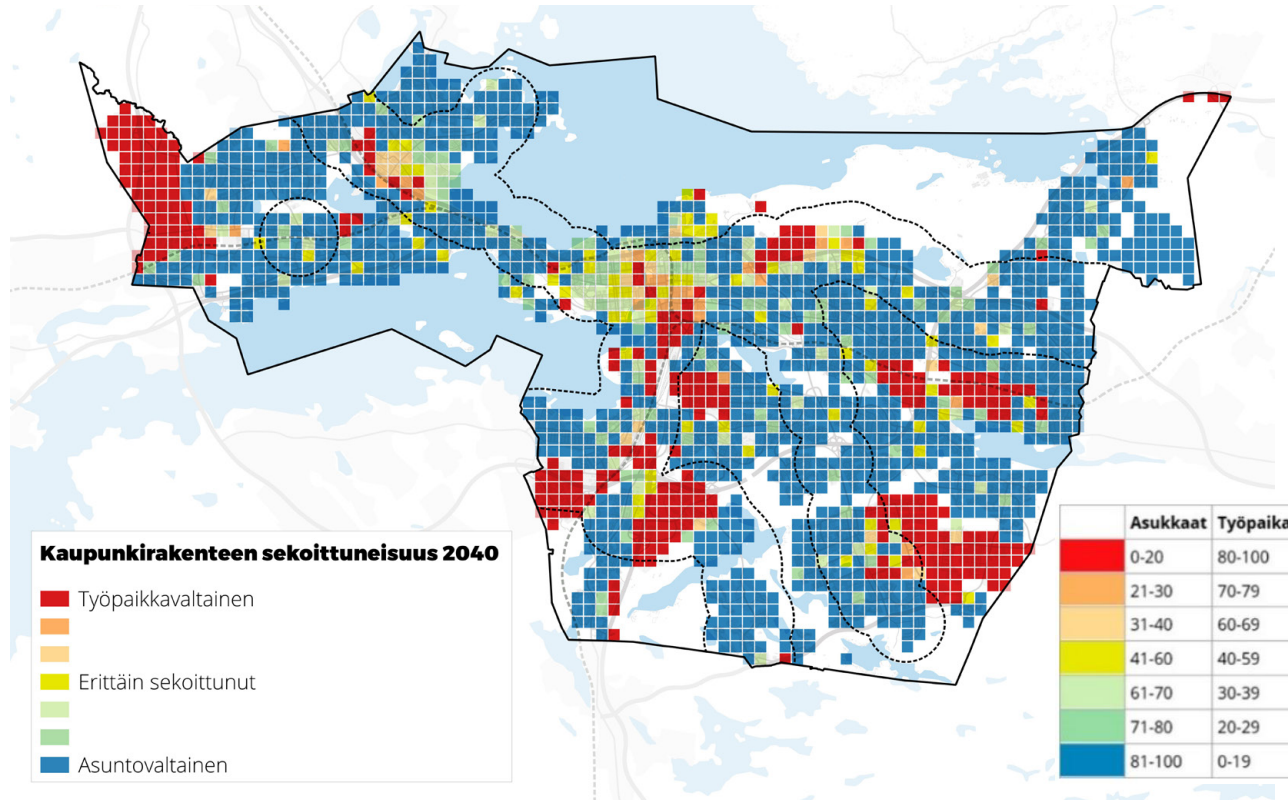 Kaupunkirakenteen sekoittuneisuus 2040
Työpaikkavaltainen
Erittäin sekoittunut
Asuntovaltainen
Asukkaat Työpaika
0-20 80-100
21-30 70-79
31-40 60-69
41-60 40-59
61-70 30-39
71-80 20-29
81-100 0-19